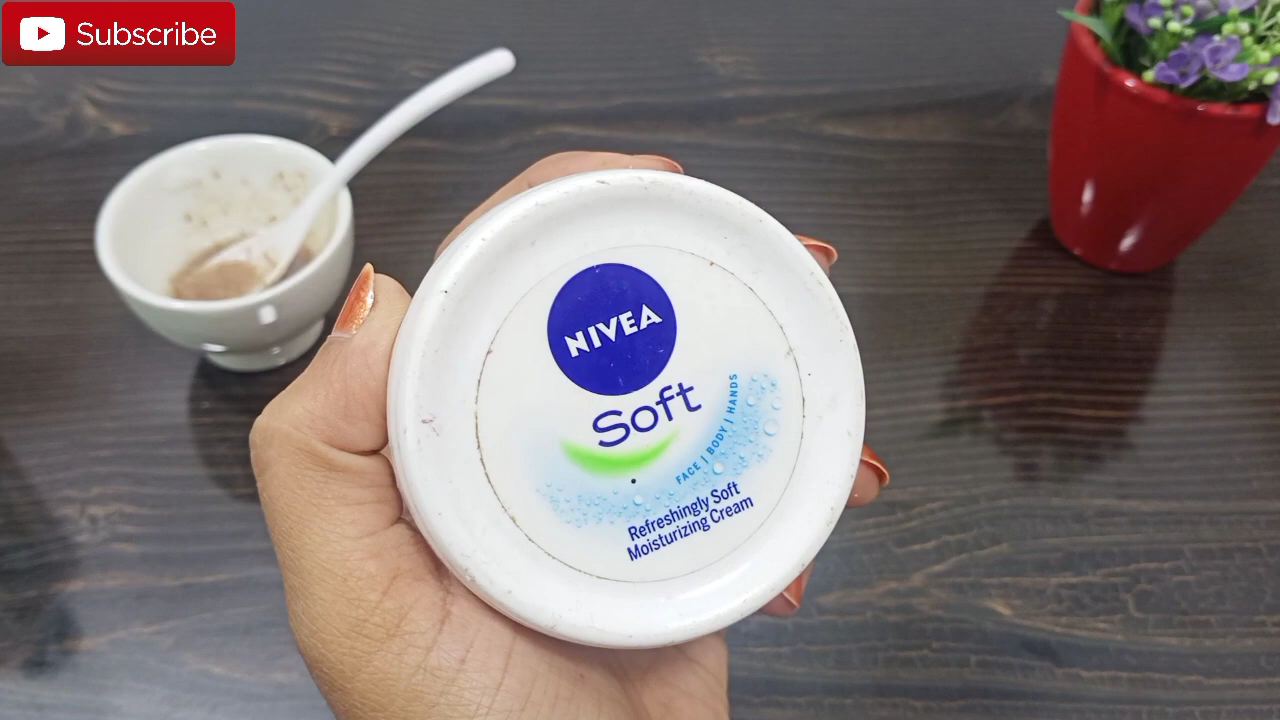 Subscribe
NIVEA
Soft
FACE | BODY | HANDS
Refreshingly Soft
Moisturizing Cream